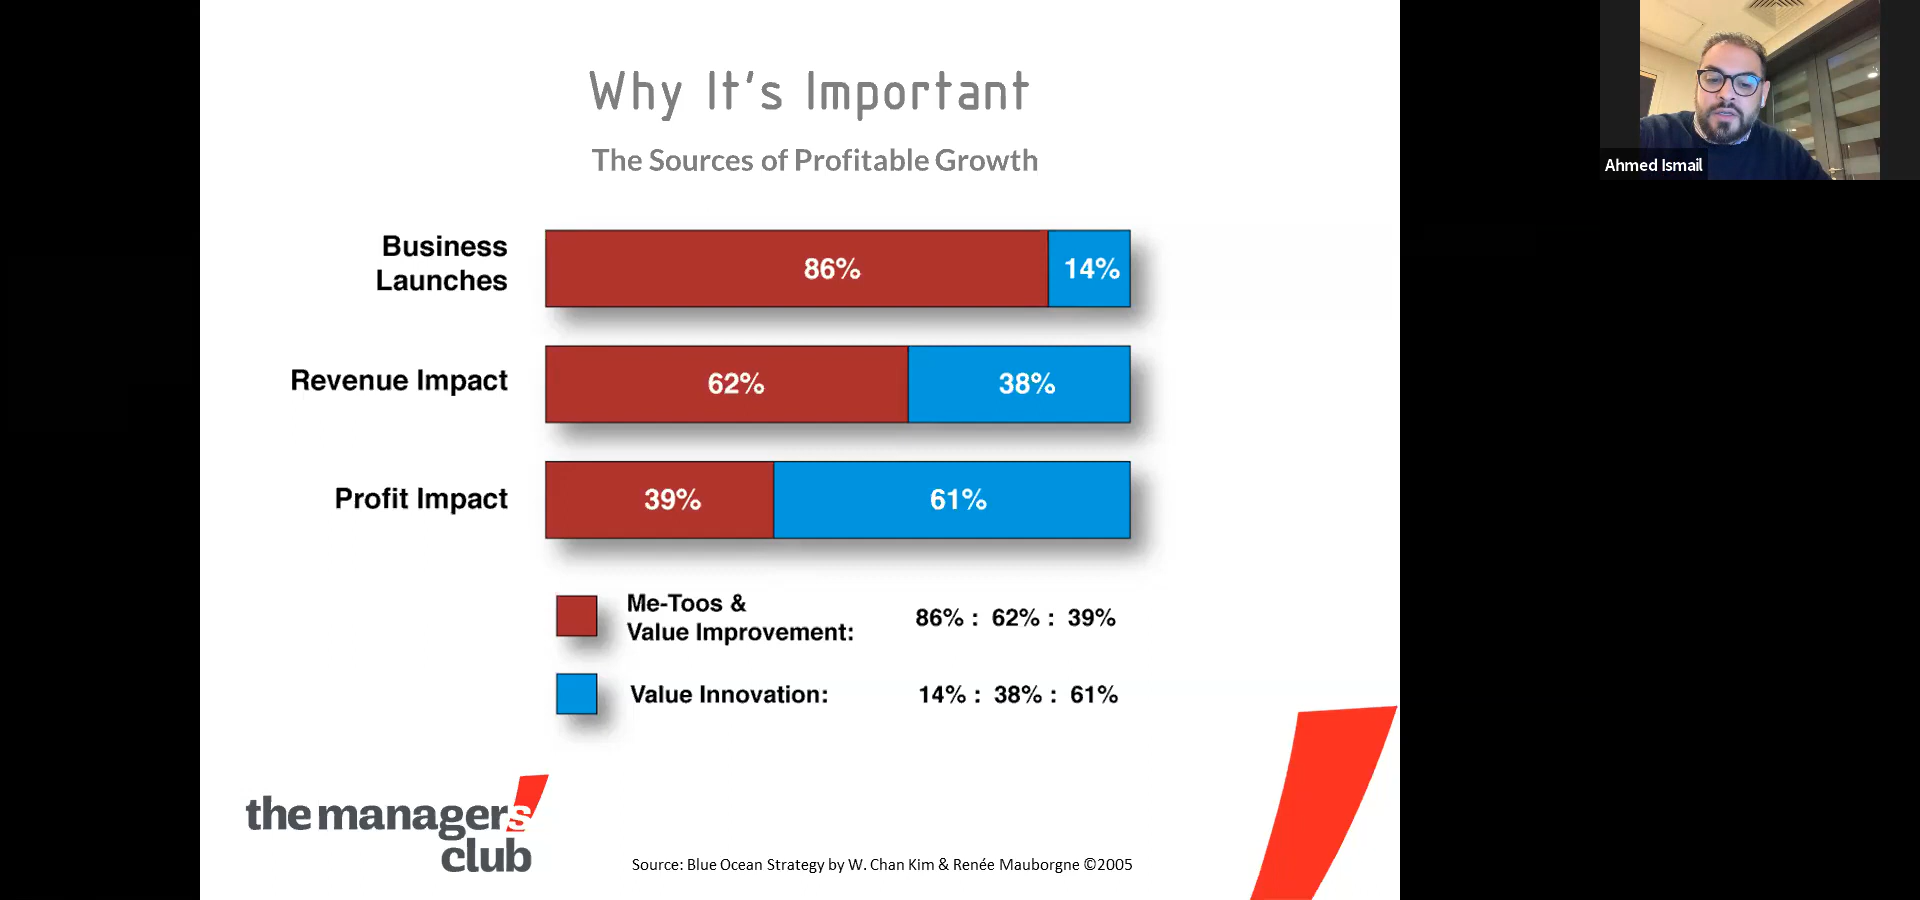 Why It's Important
The Sources of Profitable Growth
Business
Launches
86%
14%
Revenue Impact
62%
38%
Profit Impact
39%
61%
Me-Toos &
Value Improvement:
86% : 62% : 39%
Value Innovation:
14% : 38% : 61%
the managers
club
Source: Blue Ocean Strategy by W. Chan Kim & Renée Mauborgne ©2005
Ahmed Ismail